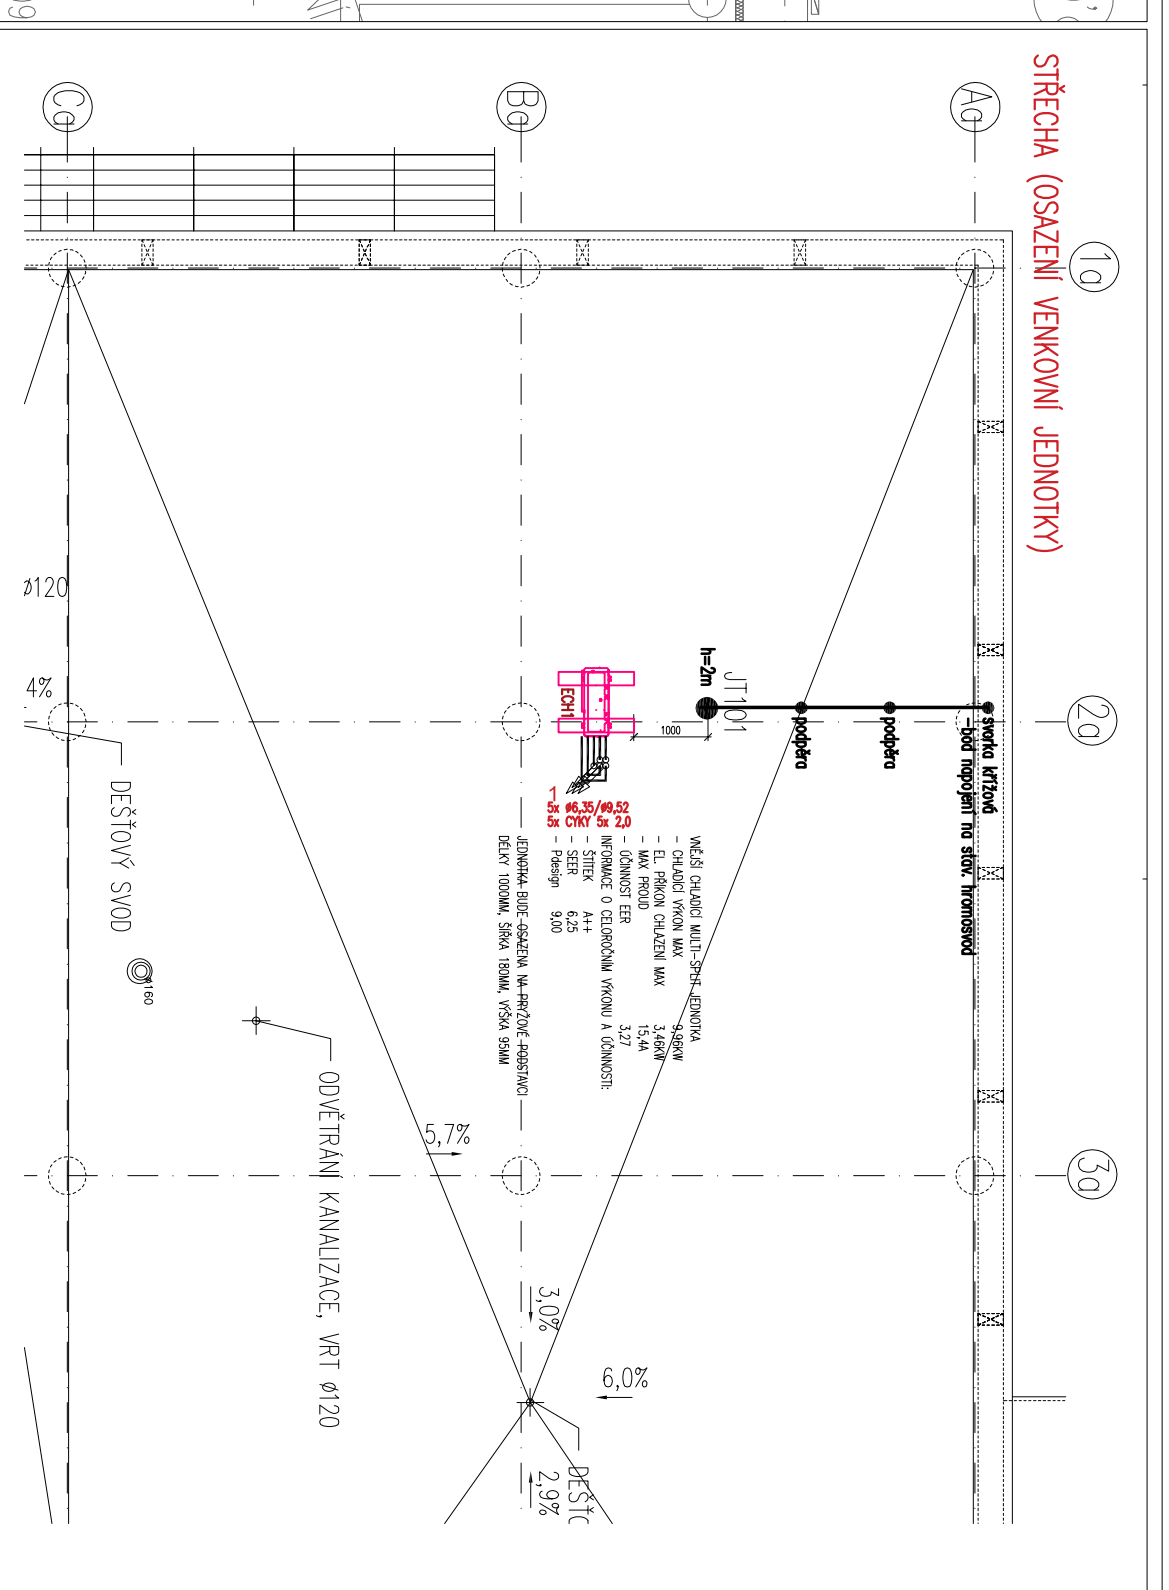 STŘECHA (OSAZENÍ VENKOVNÍ JEDNOTKY)
1a
2a
3a
Aa
Ba
Ca
svorka křížová
-bod napojení na stáv. hromosvod
podpěra
podpěra
JT101
h=2m
1000
ECH1
1
5x ø6,35/ø9,52
5x CYKY 5x 2,0
VNĚJŠÍ CHLADÍCÍ MULTI-SPLIT JEDNOTKA
- CHLADÍCÍ VÝKON MAX 9,96KW
- EL. PŘÍKON CHLAZENÍ MAX 3,46KW
- MAX PROUD 15,4A
- ÚČINNOST EER 3,27
INFORMACE O CELOROČNÍM VÝKONU A ÚČINNOSTI:
- ŠTÍTEK A++
- SEER 6,25
- Pdesign 9,00
JEDNOTKA BUDE OSAZENA NA PRYŽOVÉ PODSTAVCI
DÉLKY 1000MM, ŠÍŘKA 180MM, VÝŠKA 95MM
6,0%
3,0%
2,9%
5,7%
DEŠŤO
ODVĚTRÁNÍ KANALIZACE, VRT ø120
ø160
DEŠŤOVÝ SVOD
ø120
4%